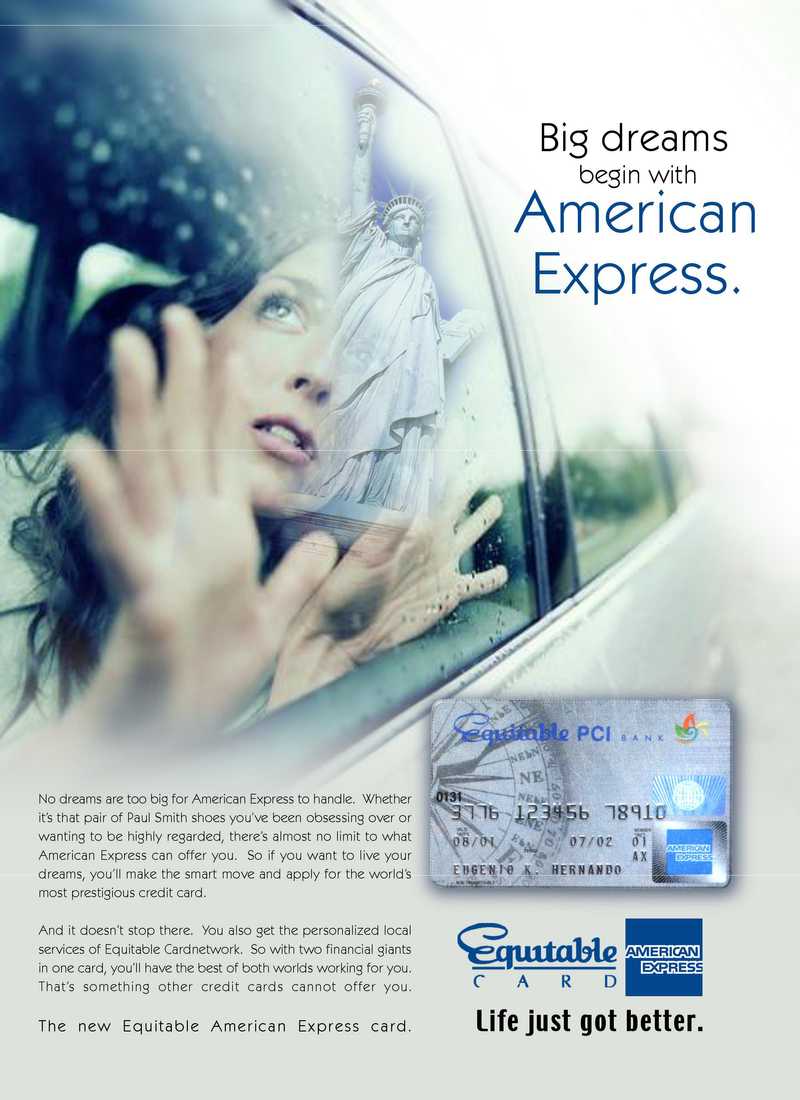 Big dreams
begin with
American
Express.
No dreams are too big for American Express to handle. Whether
it's that pair of Paul Smith shoes you've been obsessing over or
wanting to be highly regarded, there's almost no limit to what
American Express can offer you. So if you want to live your
dreams, you'll make the smart move and apply for the world's
most prestigious credit card.
And it doesn't stop there. You also get the personalized local
services of Equitable Cardnetwork. So with two financial giants
in one card, you'll have the best of both worlds working for you.
That's something other credit cards cannot offer you.
The new Equitable American Express card.
Equitable PCI BANK
NE
0131
3776 123456 78910
08/01 07/02 01
AX
EUGENIO K. HERNANDO
AMERICAN
EXPRESS
Equitable
CARD
AMERICAN
EXPRESS
Life just got better.